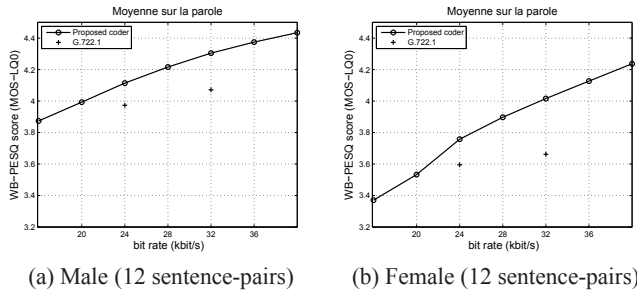 Moyenne sur la parole
Proposed coder
G.722.1
4.4
4.2
4
3.8
3.6
3.4
3.2
WB−PESQ score (MOS−LQ0)
20 24 28 32 36
bit rate (kbit/s)
(a) Male (12 sentence-pairs)
Moyenne sur la parole
Proposed coder
G.722.1
4.4
4.2
4
3.8
3.6
3.4
3.2
WB−PESQ score (MOS−LQ0)
20 24 28 32 36
bit rate (kbit/s)
(b) Female (12 sentence-pairs)